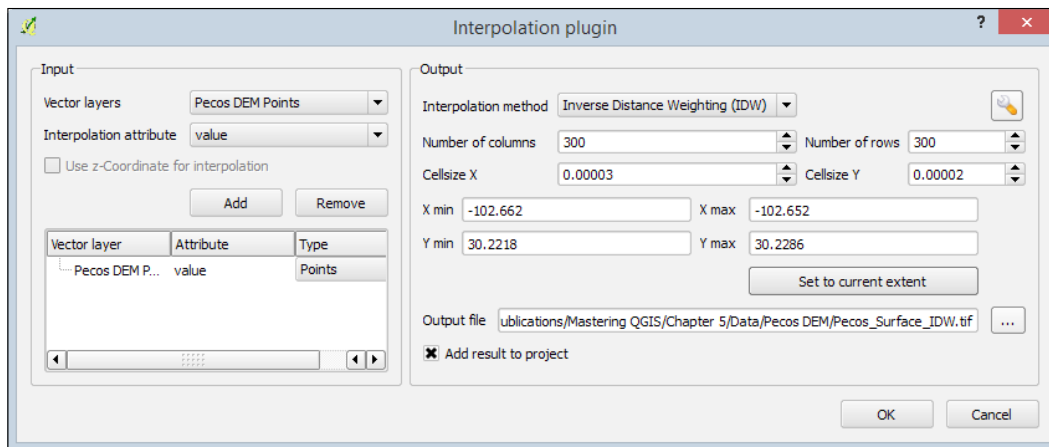 Interpolation plugin
? ×
Input
Vector layers Pecos DEM Points
Interpolation attribute value
Use z-Coordinate for interpolation
Add Remove
Vector layer Attribute Type
Pecos DEM P... value Points
Output
Interpolation method Inverse Distance Weighting (IDW)
Number of columns 300 Number of rows 300
Cellsize X 0.00003 Cellsize Y 0.00002
X min -102.662 X max -102.652
Y min 30.2218 Y max 30.2286
Set to current extent
Output file ublications/Mastering QGIS/Chapter 5/Data/Pecos DEM/Pecos_Surface_IDW.tif ...
Add result to project
OK Cancel